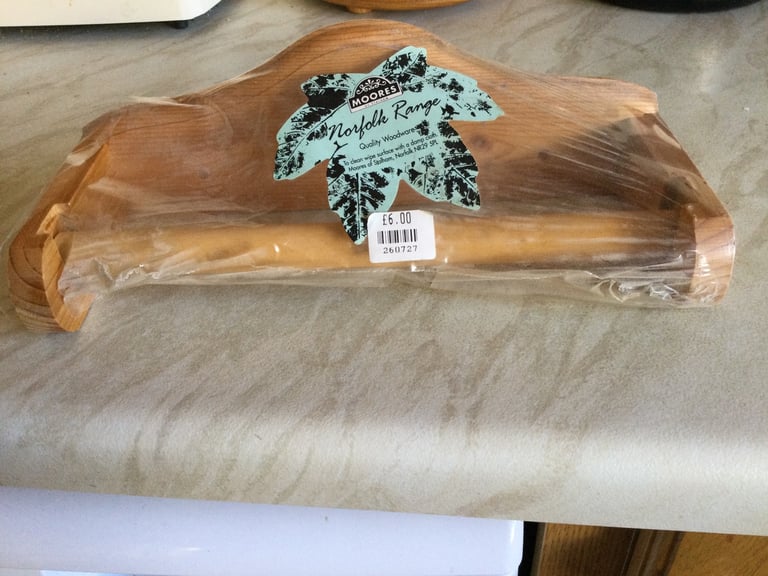 MOORES
Norfolk Range
Quality Woodware
To clean wipe surface with a damp cloth
Moores of Stalham, Norfolk NR29 5PL
£6.00
260727